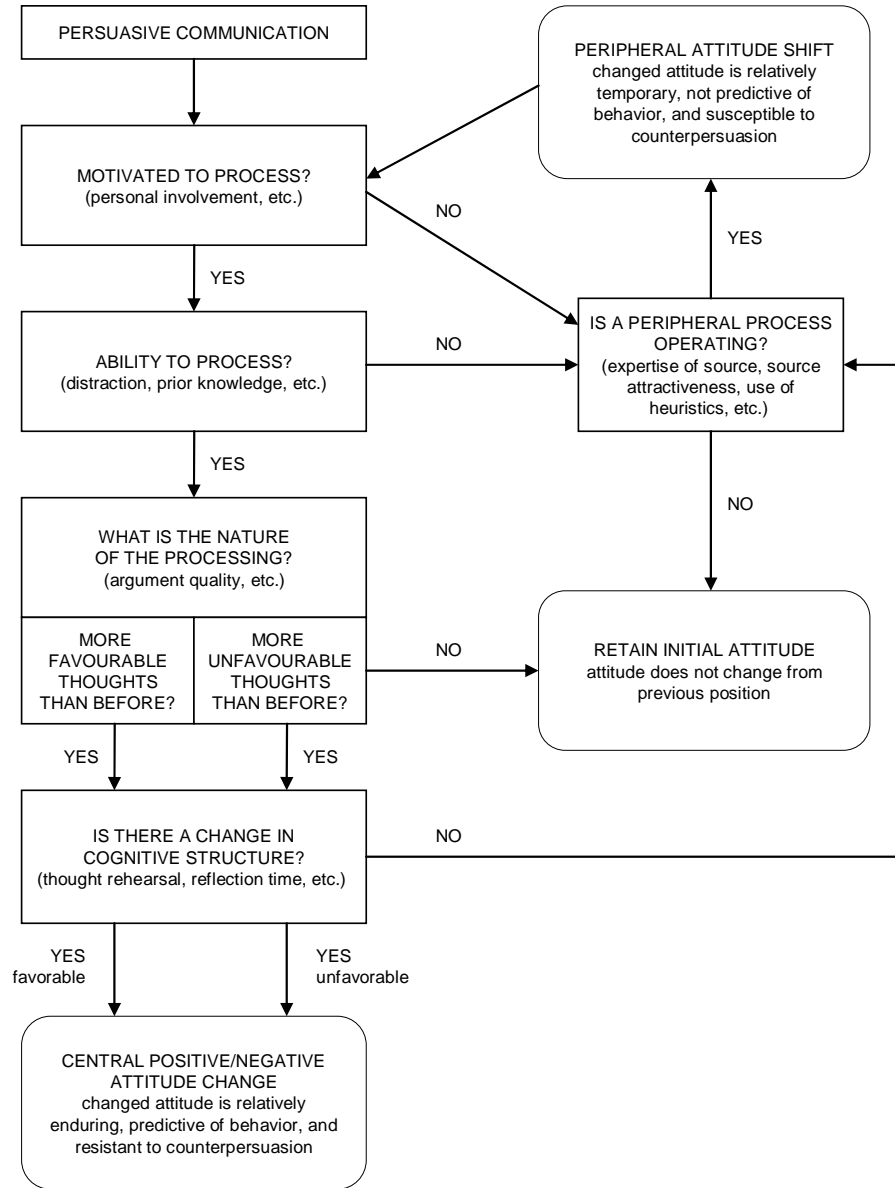 PERSUASIVE COMMUNICATION
PERIPHERAL ATTITUDE SHIFT
changed attitude is relatively
temporary, not predictive of
behavior, and susceptible to
counterpersuasion
MOTIVATED TO PROCESS?
(personal involvement, etc.)
NO
YES
YES
IS A PERIPHERAL PROCESS
OPERATING?
(expertise of source, source
attractiveness, use of
heuristics, etc.)
ABILITY TO PROCESS?
(distraction, prior knowledge, etc.)
NO
YES
NO
WHAT IS THE NATURE
OF THE PROCESSING?
(argument quality, etc.)
MORE
FAVOURABLE
THOUGHTS
THAN BEFORE?
MORE
UNFAVOURABLE
THOUGHTS
THAN BEFORE?
NO
RETAIN INITIAL ATTITUDE
attitude does not change from
previous position
YES
YES
IS THERE A CHANGE IN
COGNITIVE STRUCTURE?
(thought rehearsal, reflection time, etc.)
NO
YES
favorable
YES
unfavorable
CENTRAL POSITIVE/NEGATIVE
ATTITUDE CHANGE
changed attitude is relatively
enduring, predictive of behavior, and
resistant to counterpersuasion